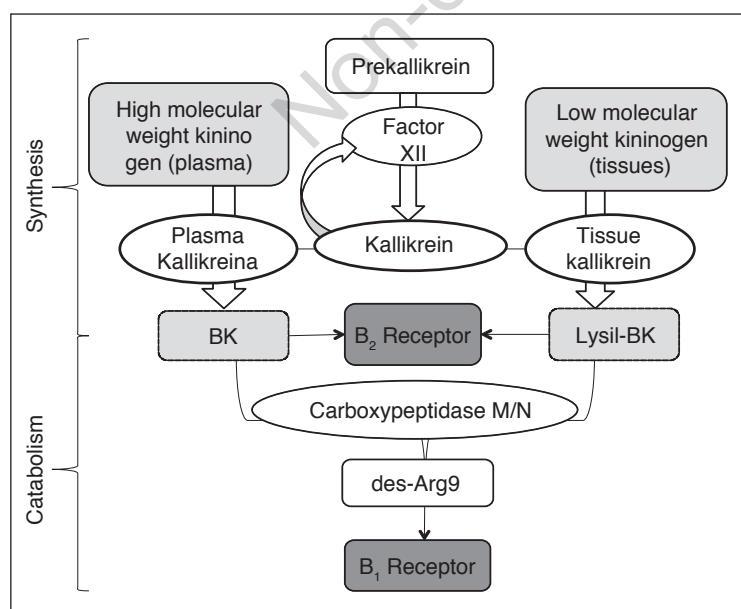 Non-
Prekallikrein
High molecular
weight kinino
gen (plasma)
Factor
XII
Low molecular
weight kininogen
(tissues)
Synthesis
Plasma
Kallikreina
Kallikrein
Tissue
kallikrein
BK
B₂ Receptor
Lysil-BK
Carboxypeptidase M/N
Catabolism
des-Arg9
B₁ Receptor